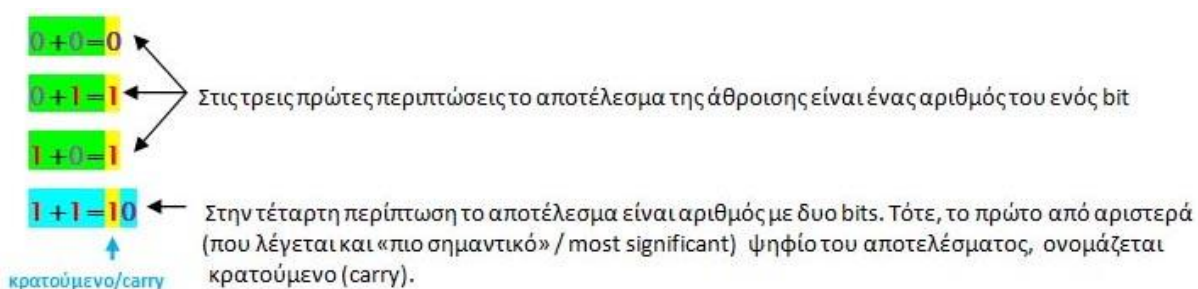 0+0=0
0+1=1
Στις τρεις πρώτες περιπτώσεις το αποτέλεσμα της άθροισης είναι ένας αριθμός του ενός bit
1+0=1
1+1=10
Στην τέταρτη περίπτωση το αποτέλεσμα είναι αριθμός με δυο bits. Τότε, το πρώτο από αριστερά
(που λέγεται και «πιο σημαντικό» / most significant) ψηφίο του αποτελέσματος, ονομάζεται
κρατούμενο (carry).
κρατούμενο/carry